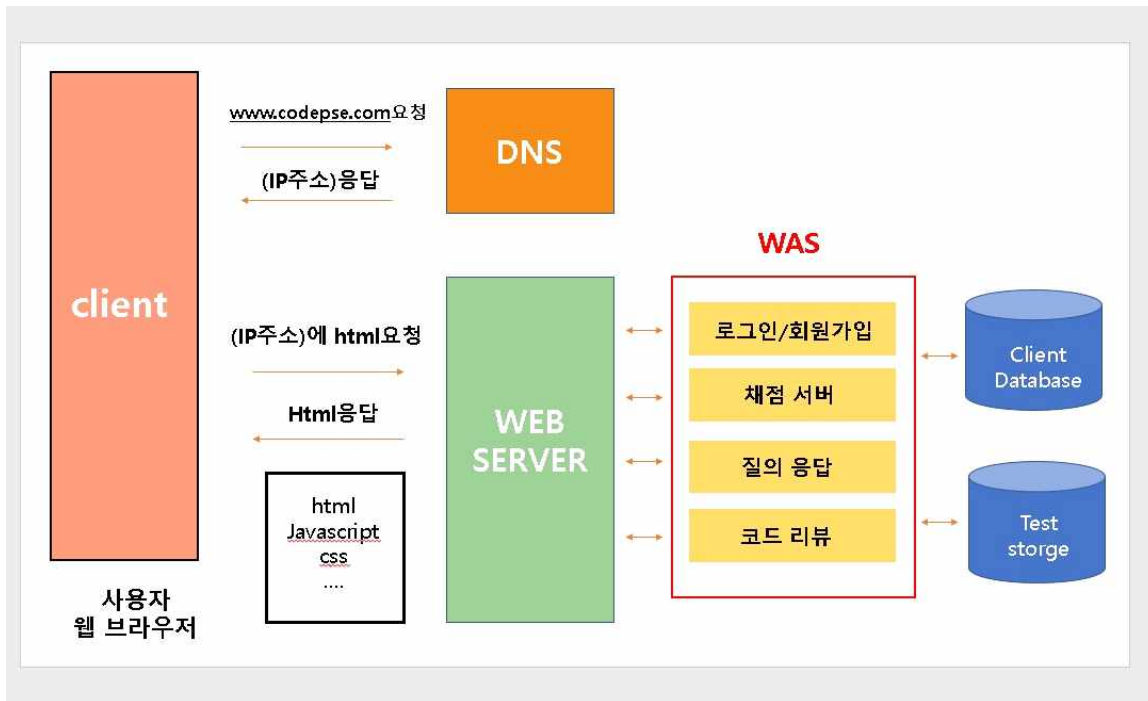 client
사용자
웹 브라우저
www.codepse.com요청
(IP주소)응답
DNS
(IP주소)에 html요청
Html응답
html
Javascript
css
....
WEB
SERVER
WAS
로그인/회원가입
채점 서버
질의 응답
코드 리뷰
Client
Database
Test
storge